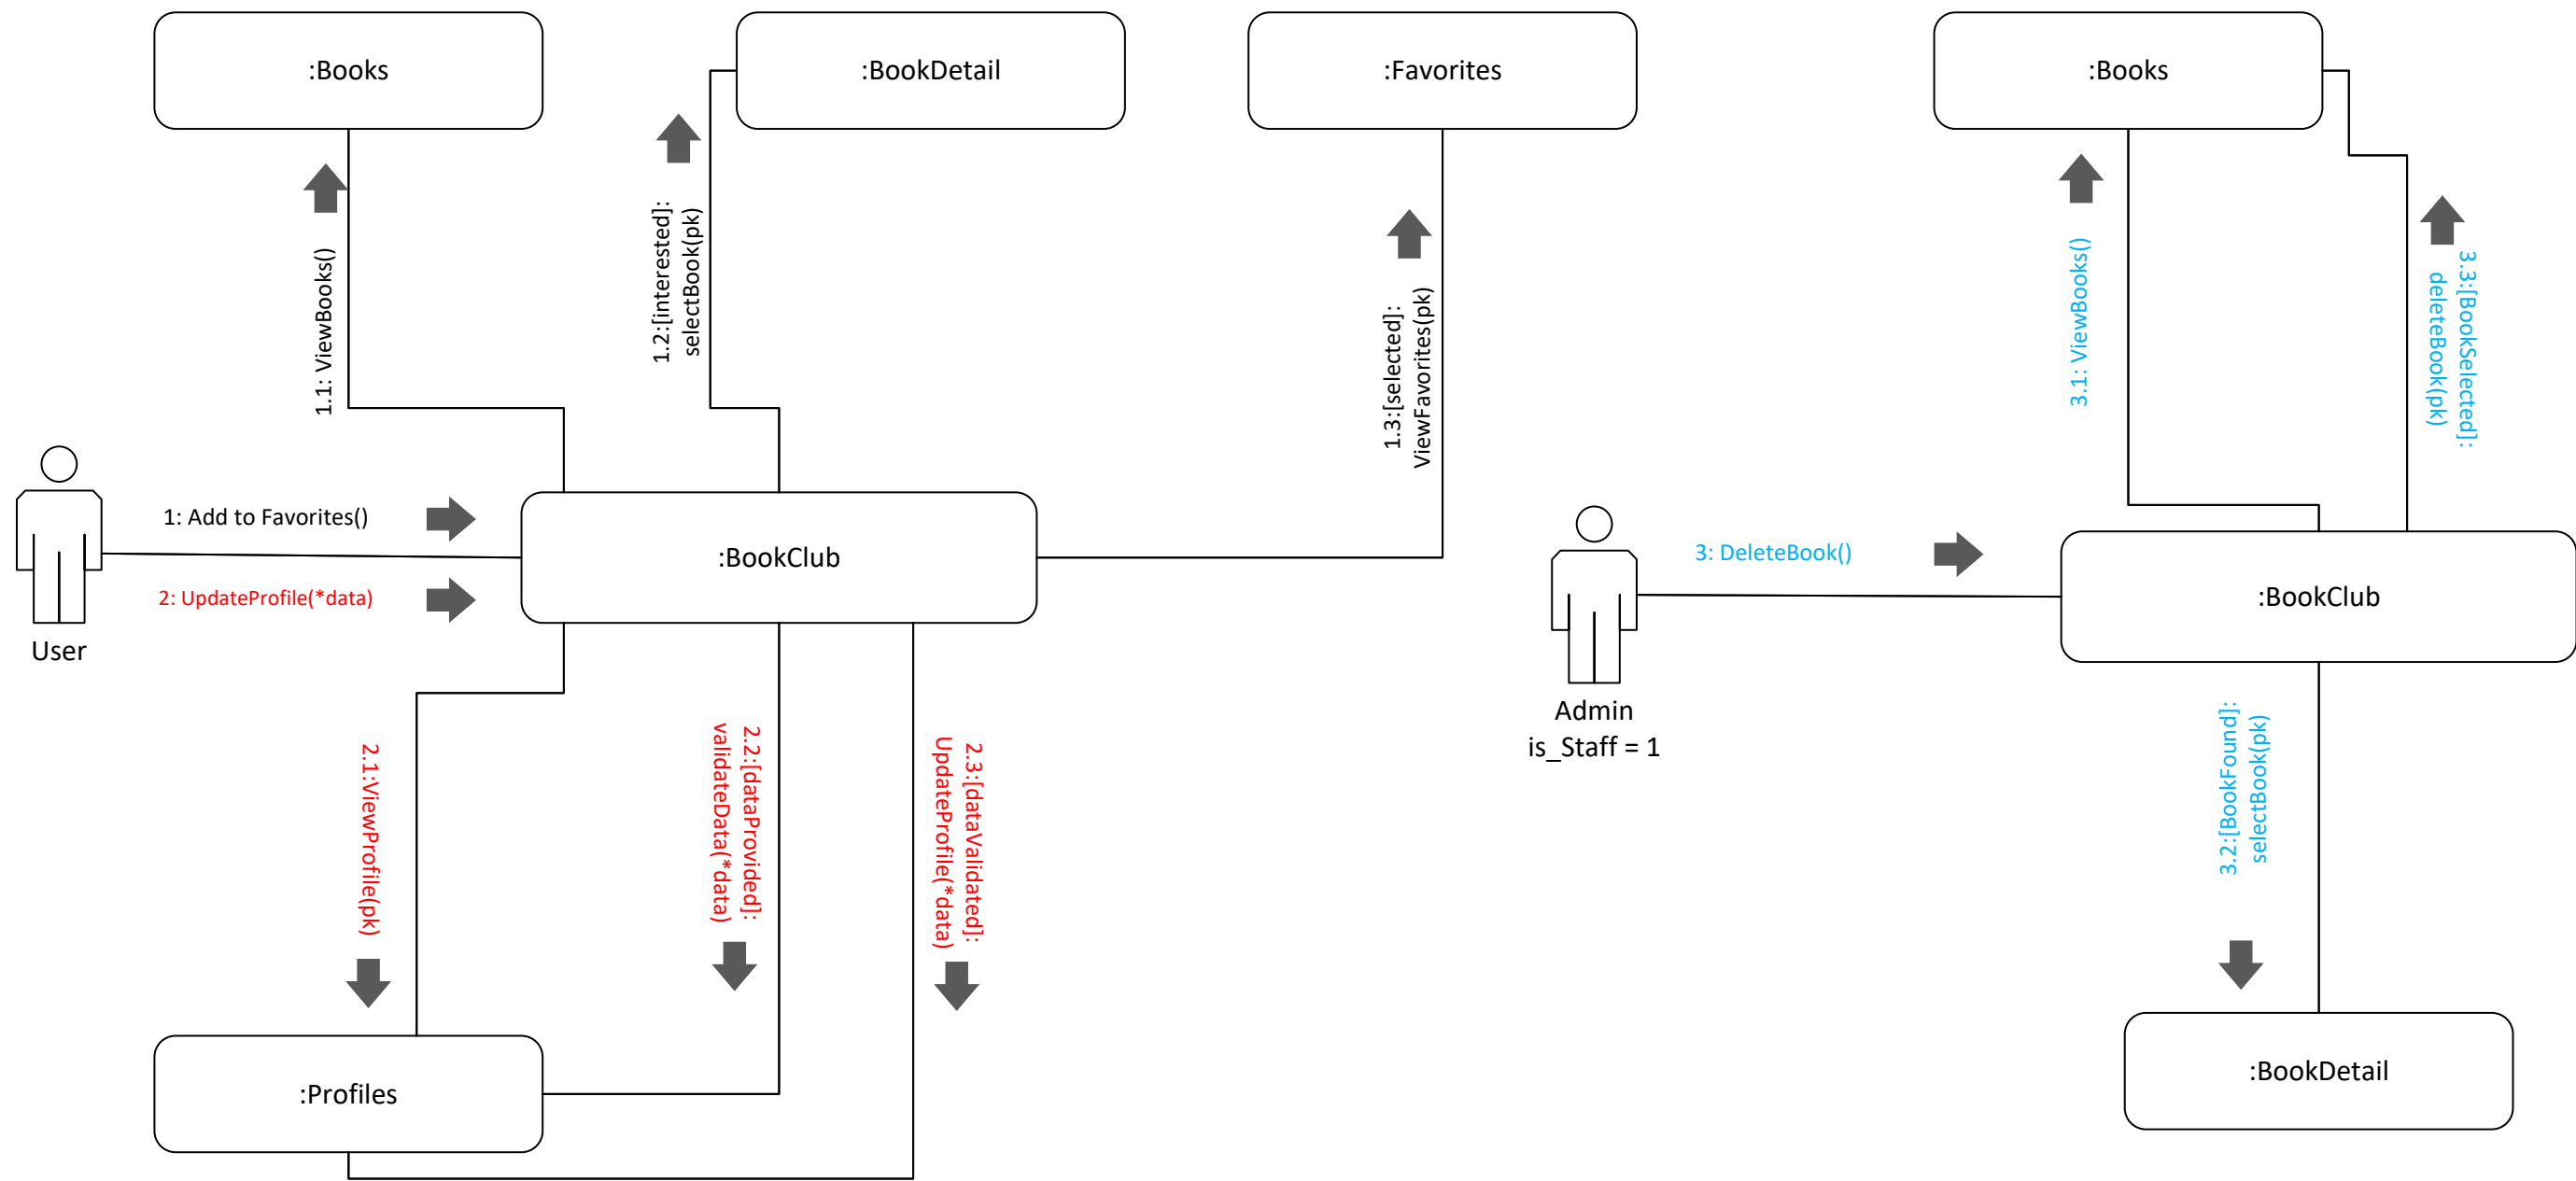 :Books
:BookDetail
:Favorites
:Books
1.1: ViewBooks()
1.2:[interested]:
selectBook(pk)
1.3:[selected]:
ViewFavorites(pk)
3.1: ViewBooks()
3.3:[BookSelected]:
deleteBook(pk)
1: Add to Favorites()
2: UpdateProfile(*data)
User
:BookClub
3: DeleteBook()
Admin
is_Staff = 1
:BookClub
2.1:ViewProfile(pk)
2.2:[dataProvided]:
validateData(*data)
2.3:[dataValidated]:
UpdateProfile(*data)
3.2:[BookFound]:
selectBook(pk)
:Profiles
:BookDetail